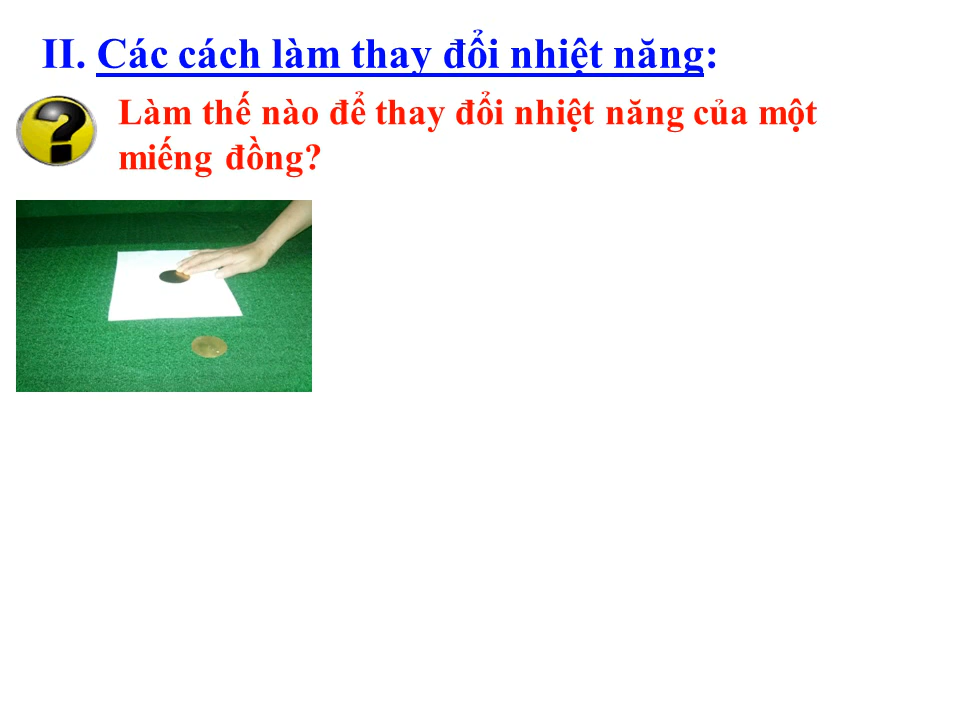 II. Các cách làm thay đổi nhiệt năng:
Làm thế nào để thay đổi nhiệt năng của một
miếng đồng?